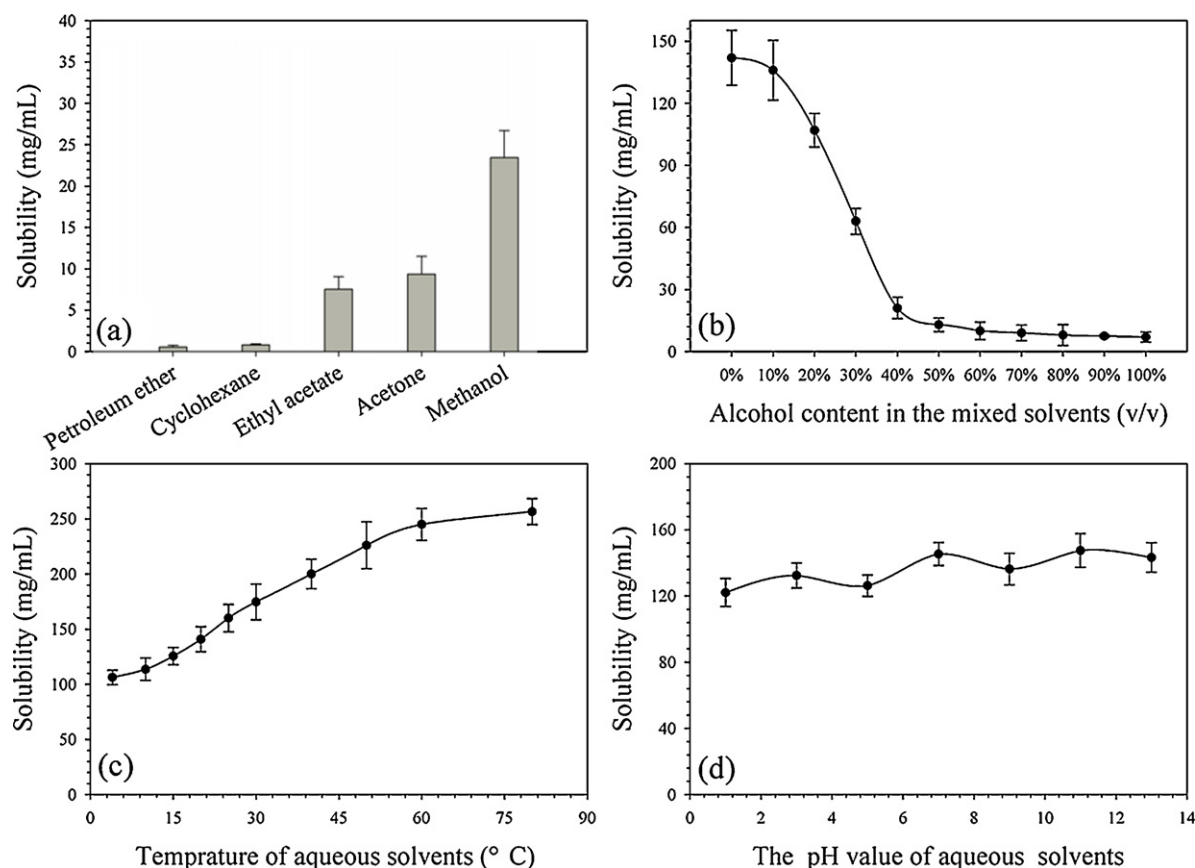 40
35
30
25
20
15
10
5
0
Solubility (mg/mL)
(a)
Petroleum ether
Cyclohexane
Ethyl acetate
Acetone
Methanol
150
120
90
60
30
0
Solubility (mg/mL)
(b)
0% 10% 20% 30% 40% 50% 60% 70% 80% 90% 100%
Alcohol content in the mixed solvents (v/v)
300
250
200
150
100
50
0
Solubility (mg/mL)
(c)
0 15 30 45 60 75 90
Temprature of aqueous solvents (° C)
200
160
120
80
40
0
Solubility (mg/mL)
(d)
0 2 4 6 8 10 12 14
The pH value of aqueous solvents